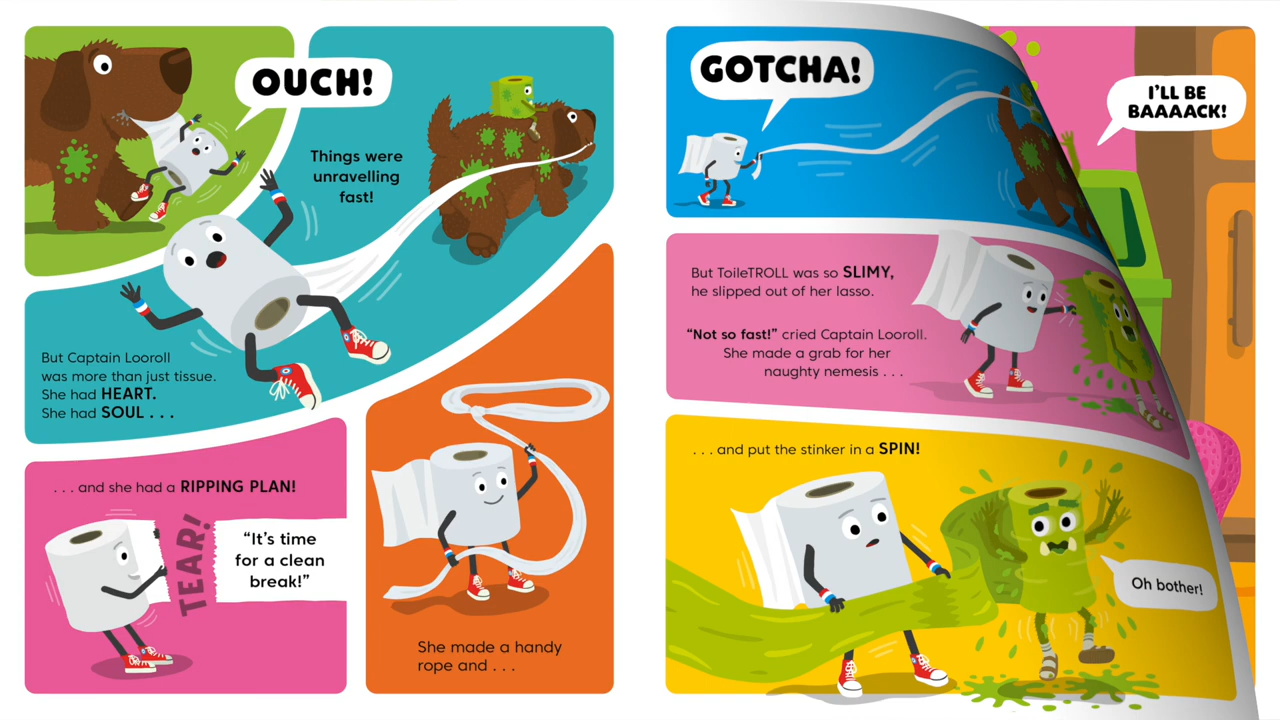 OUCH!
Things were
unravelling
fast!
But Captain Looroll
was more than just tissue.
She had HEART.
She had SOUL . . .
. . . and she had a RIPPING PLAN!
TEAR!
“It’s time
for a clean
break!”
She made a handy
rope and . . .
GOTCHA!
But ToileTROLL was so SLIMY,
he slipped out of her lasso.
“Not so fast!” cried Captain Looroll.
She made a grab for her
naughty nemesis . . .
. . . and put the stinker in a SPIN!
Oh bother!
I’LL BE
BAAAACK!